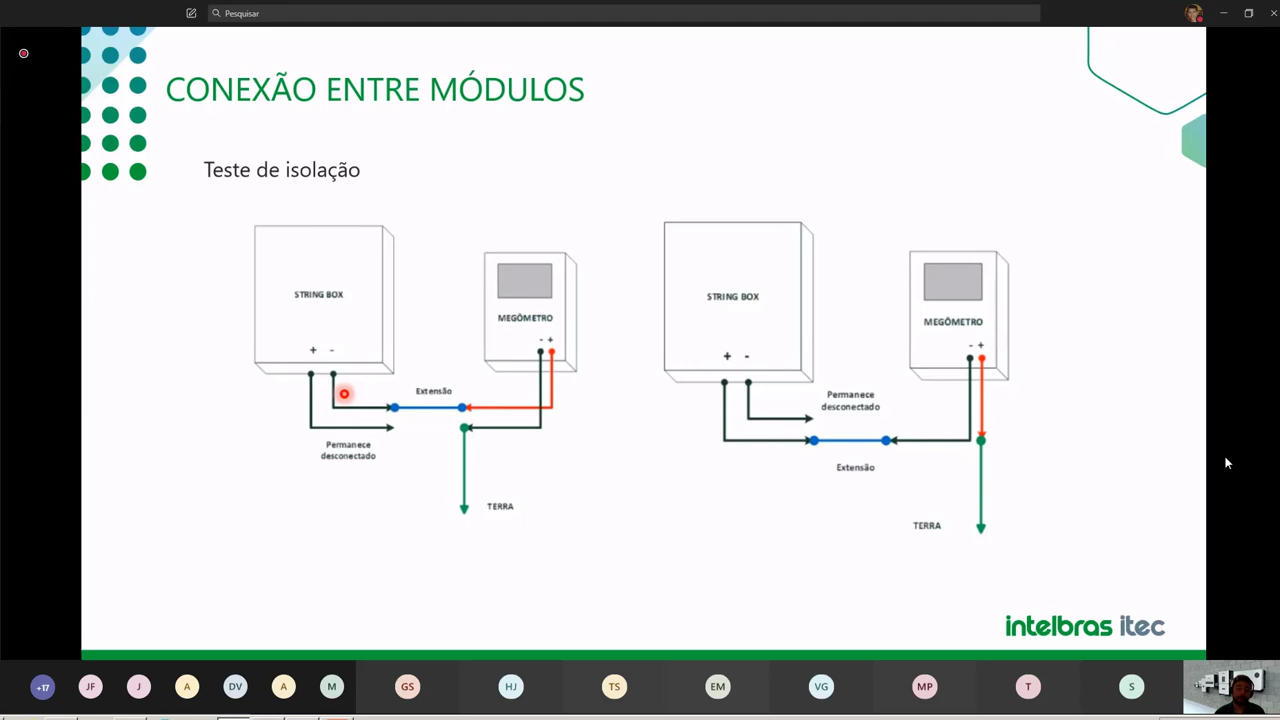 Pesquisar
CONEXÃO ENTRE MÓDULOS
Teste de isolação
STRING BOX
+ -
MEGÔMETRO
- +
Extensão
Permanece
desconectado
TERRA
STRING BOX
+ -
MEGÔMETRO
- +
Permanece
desconectado
Extensão
TERRA
intelbras itec
+17 JF J A DV A M GS HJ TS EM VG MP T S